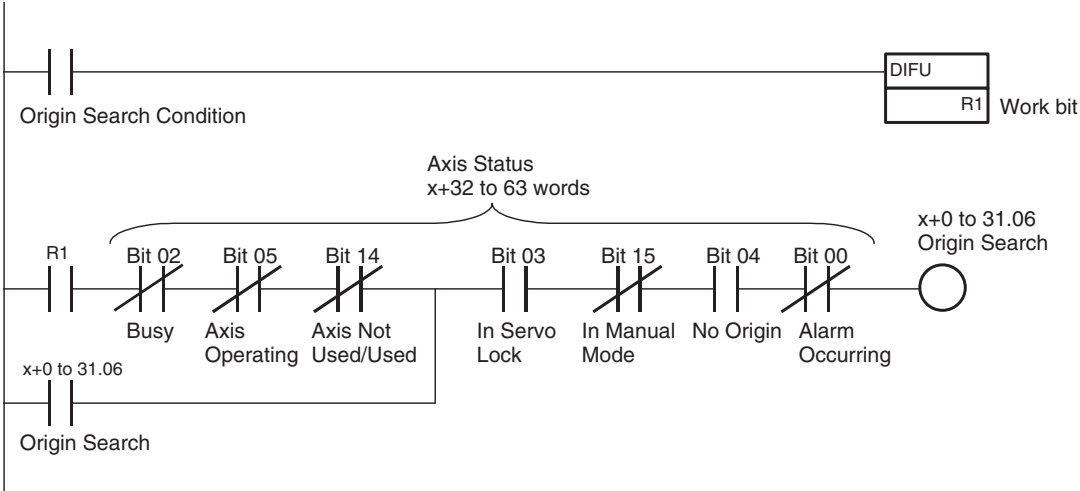 DIFU
R1
Work bit
Origin Search Condition
Axis Status
x+32 to 63 words
x+0 to 31.06
Origin Search
R1
Bit 02
Bit 05
Bit 14
Bit 03
Bit 15
Bit 04
Bit 00
Busy
Axis
Operating
Axis Not
Used/Used
In Servo
Lock
In Manual
Mode
No Origin
Alarm
Occurring
x+0 to 31.06
Origin Search